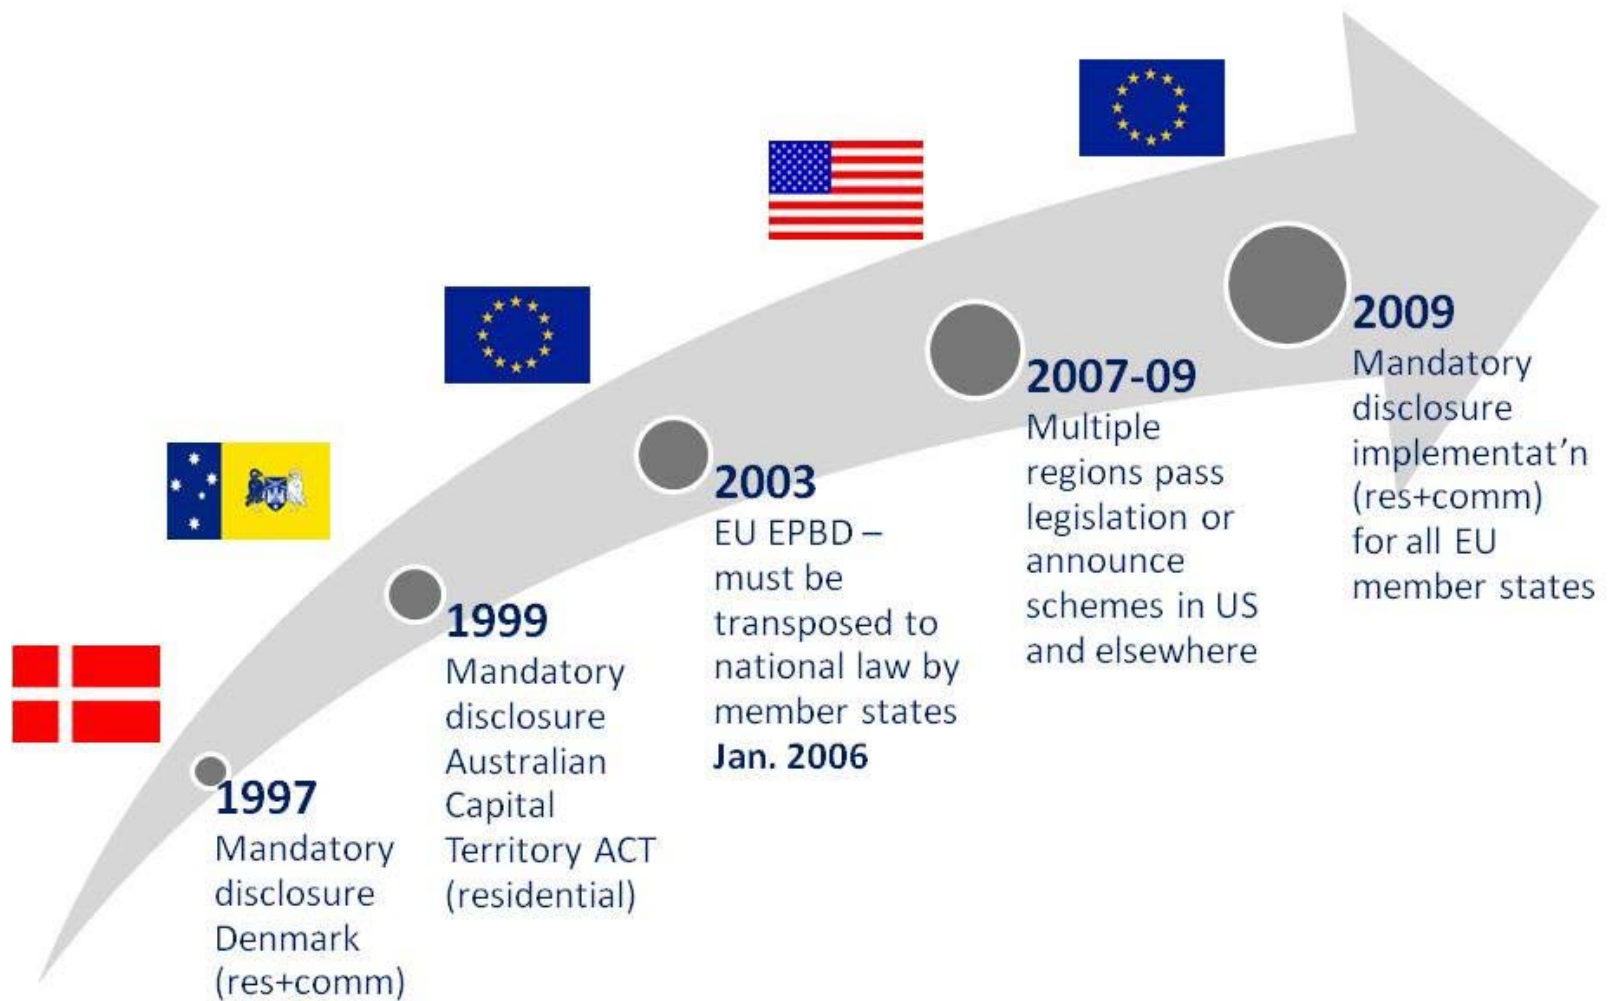 1997
Mandatory
disclosure
Denmark
(res+comm)
1999
Mandatory
disclosure
Australian
Capital
Territory ACT
(residential)
2003
EU EPBD –
must be
transposed to
national law by
member states
Jan. 2006
2007-09
Multiple
regions pass
legislation or
announce
schemes in US
and elsewhere
2009
Mandatory
disclosure
implementat’n
(res+comm)
for all EU
member states